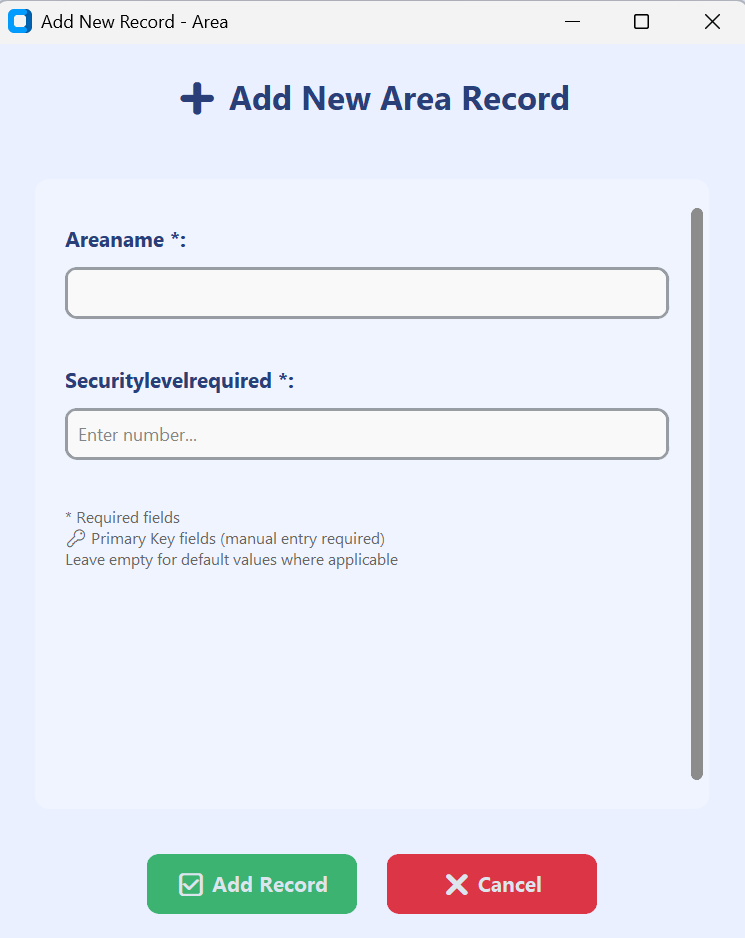 Add New Record - Area
Add New Area Record
Areaname *:
Securitylevelrequired *:
Enter number...
* Required fields
Primary Key fields (manual entry required)
Leave empty for default values where applicable
Add Record
Cancel